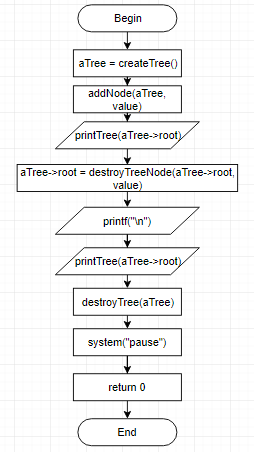 Begin
aTree = createTree()
addNode(aTree,
value)
printTree(aTree->root)
aTree->root = destroyTreeNode(aTree->root,
value)
printf("\n")
printTree(aTree->root)
destroyTree(aTree)
system("pause")
return 0
End